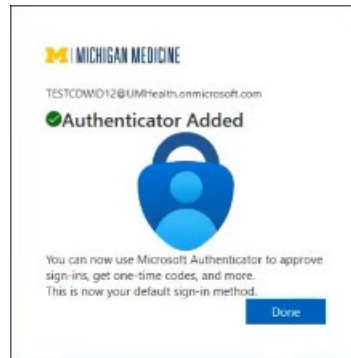 M | MICHIGAN MEDICINE
TESTCDWID12@UMHealth.onmicrosoft.com
Authenticator Added
You can now use Microsoft Authenticator to approve
sign-ins, get one-time codes, and more.
This is now your default sign-in method.
Done